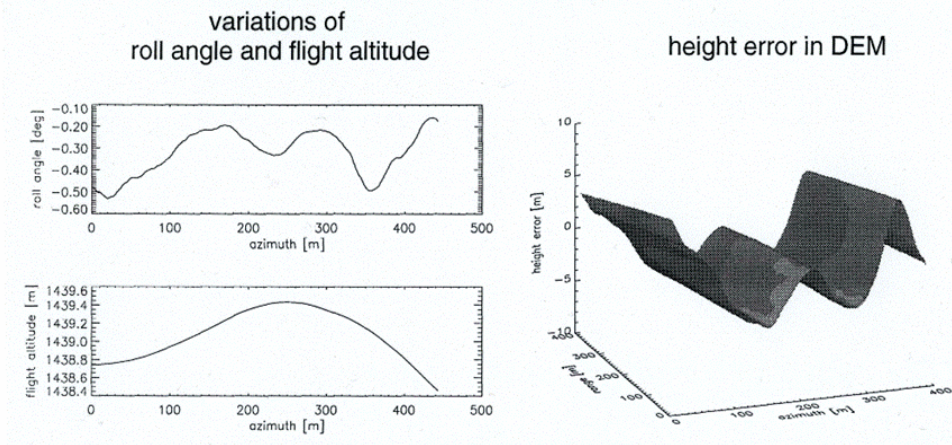 variations of
roll angle and flight altitude
height error in DEM
roll angle [deg]
-0.10
-0.20
-0.30
-0.40
-0.50
-0.60
0 100 200 300 400 500
azimuth [m]
flight altitude [m]
1439.6
1439.4
1439.2
1439.0
1438.8
1438.6
1438.4
0 100 200 300 400 500
azimuth [m]
height error [m]
10
5
0
-5
-10
400
300
200
100
0
0 100 200 300 400
azimuth [m]